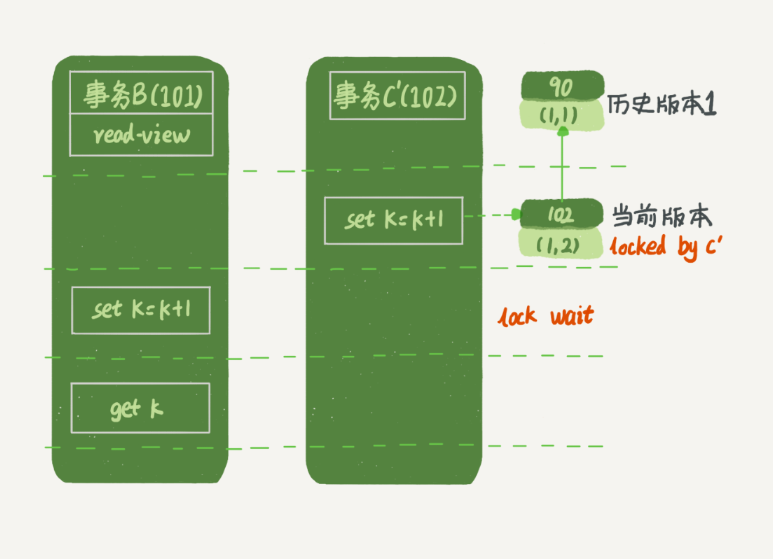 事务B(101)
read-view
事务C'(102)
90
(1,1)
历史版本1
set k=k+1
102
(1,2)
当前版本
locked by c'
set k=k+1
lock wait
get k